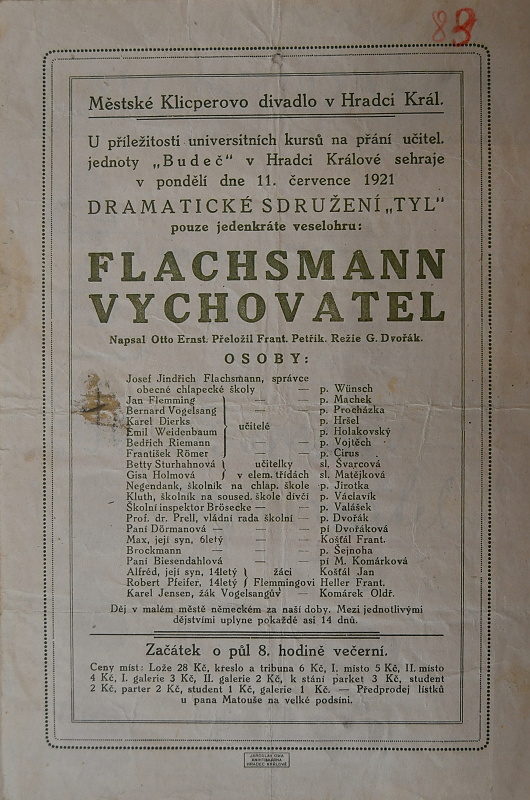 83
Městské Klicperovo divadlo v Hradci Král.
U příležitosti universitních kursů na přání učitel.
jednoty „Budeč“ v Hradci Králové sehraje
v pondělí dne 11. července 1921
DRAMATICKÉ SDRUŽENÍ „TYL“
pouze jedenkráte veselohru:
FLACHSMANN
VYCHOVATEL
Napsal Otto Ernst. Přeložil Frant. Petřík. Režie G. Dvořák.
OSOBY:
Josef Jindřich Flachsmann, správce
obecné chlapecké školy — p. Wünsch
Jan Flemming — p. Machek
Bernard Vogelsang — p. Procházka
Karel Dierks — p. Hršel
učitelé
Emil Weidenbaum — p. Holakovský
Bedřich Riemann — p. Vojtěch
František Römer — p. Cirus
Betty Sturhahnová } učitelky sl. Švarcová
Gisa Holmová } v elem. třídách sl. Matějková
Negendank, školník na chlap. škole p. Jirotka
Kluth, školník na soused. škole dívčí p. Václavík
Školní inspektor Brösecke — — p. Valášek
Prof. dr. Prell, vládní rada školní — p. Dvořák
Paní Dörmanová — — — pí Dvořáková
Max, její syn, 6letý — — Košťál Frant.
Brockmann — — — p. Šejnoha
Paní Biesendahlová — — pí M. Komárková
Alfréd, její syn, 14letý } žáci Košťál Jan
Robert Pfeifer, 14letý } Flemmingovi Heller Frant.
Karel Jensen, žák Vogelsangův — Komárek Oldř.
Děj v malém městě německém za naší doby. Mezi jednotlivými
dějstvími uplyne pokaždé asi 14 dnů.
Začátek o půl 8. hodině večerní.
Ceny míst: Lože 28 Kč, kreslo a tribuna 6 Kč, I. místo 5 Kč, II. místo
4 Kč, I. galerie 3 Kč, II. galerie 2 Kč, k stání parket 3 Kč, student
2 Kč, parter 2 Kč, student 1 Kč, galerie 1 Kč. — Předprodej lístků
u pana Matouše na velké podsíni.
KNIHTISKÁRNA
HRADEC KRÁLOVÉ